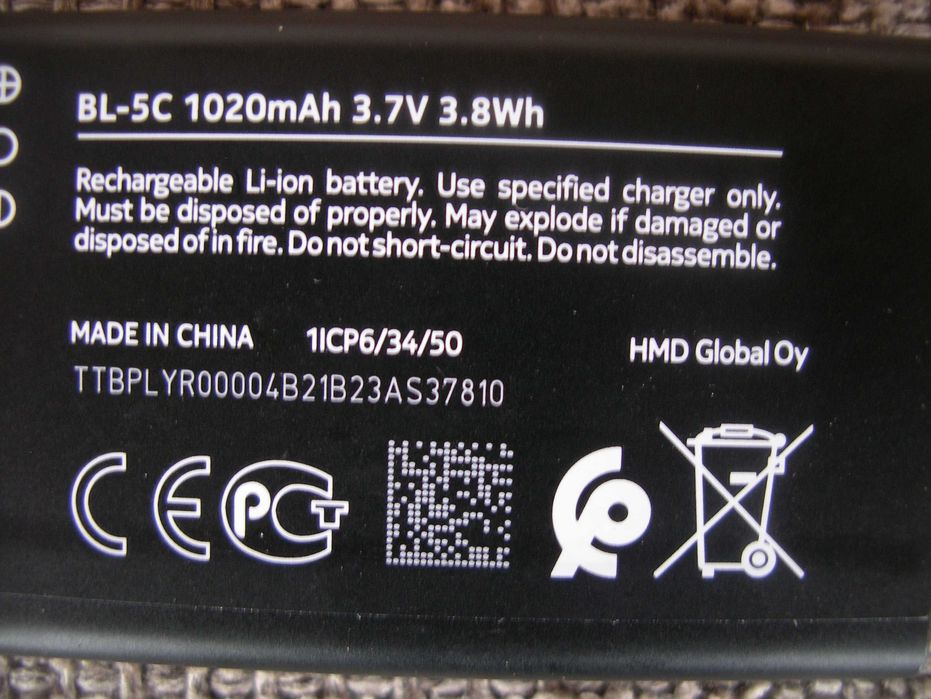 BL-5C 1020mAh 3.7V 3.8Wh
Rechargeable Li-ion battery. Use specified charger only.
Must be disposed of properly. May explode if damaged or
disposed of in fire. Do not short-circuit. Do not disassemble.
MADE IN CHINA 1ICP6/34/50 HMD Global Oy
TTBPLYR00004B21B23AS37810
CE PCT